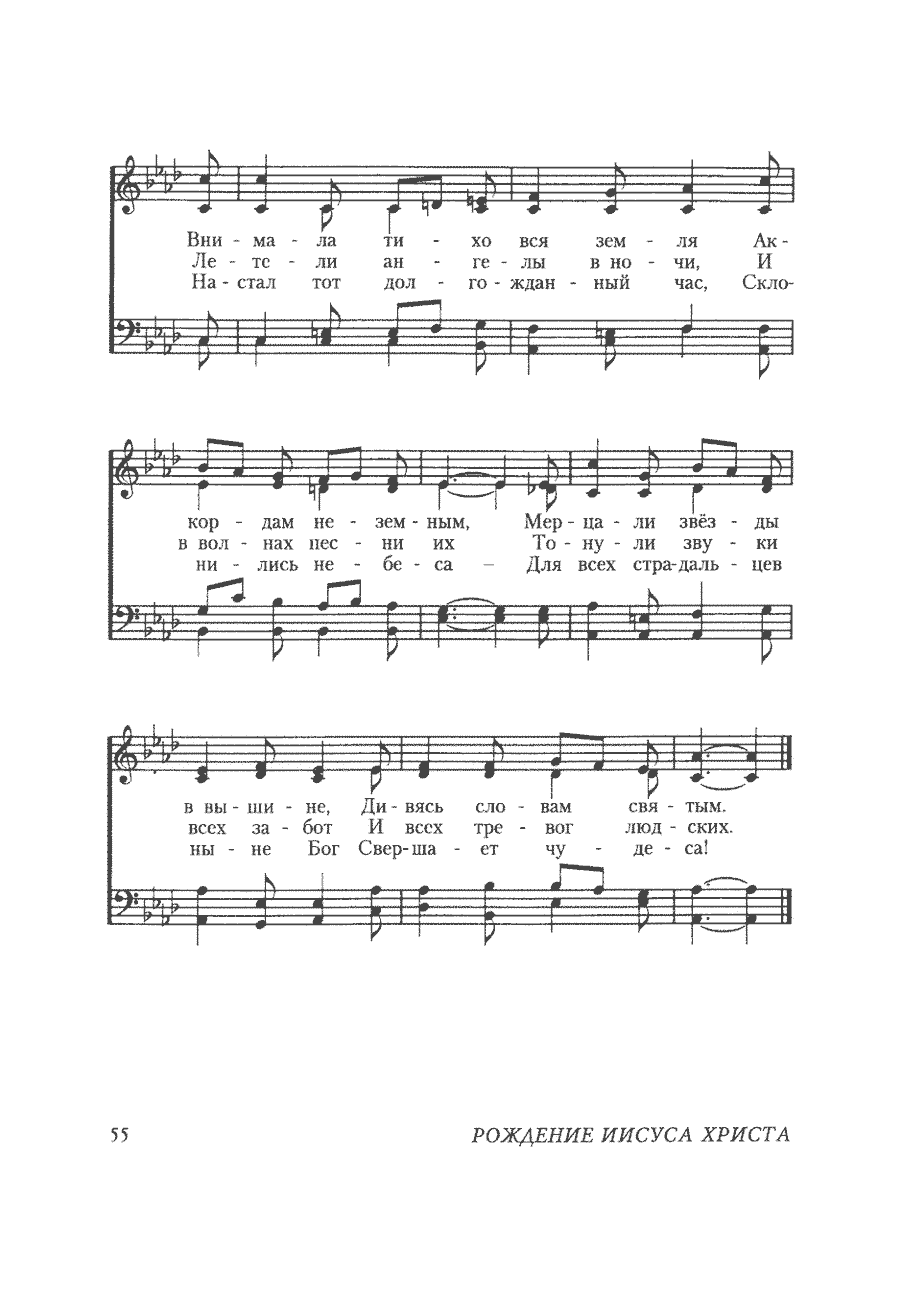 Вни - ма - ла ти - хо вся зем - ля Ак-
Ле - те - ли ан - ге - лы в но - чи, И
На - стал тот дол - го - ждан - ный час, Скло-
кор - дам не - зем - ным, Мер - ца - ли звёз - ды
в вол - нах пес - ни их То - ну - ли зву - ки
ни - лись не - бе - са – Для всех стра-даль - цев
в вы - ши - не, Ди - вясь сло - вам свя - тым.
всех за - бот И всех тре - вог люд - ских.
ны - не Бог Свер-ша - ет чу - де - са!
55 РОЖДЕНИЕ ИИСУСА ХРИСТА